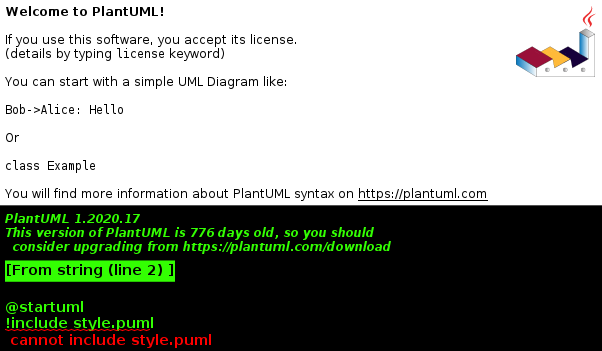 Welcome to PlantUML!
If you use this software, you accept its license.
(details by typing license keyword)
You can start with a simple UML Diagram like:
Bob->Alice: Hello
Or
class Example
You will find more information about PlantUML syntax on https://plantuml.com
PlantUML 1.2020.17
This version of PlantUML is 776 days old, so you should
consider upgrading from https://plantuml.com/download
[From string (line 2) ]
@startuml
!include style.puml
cannot include style.puml